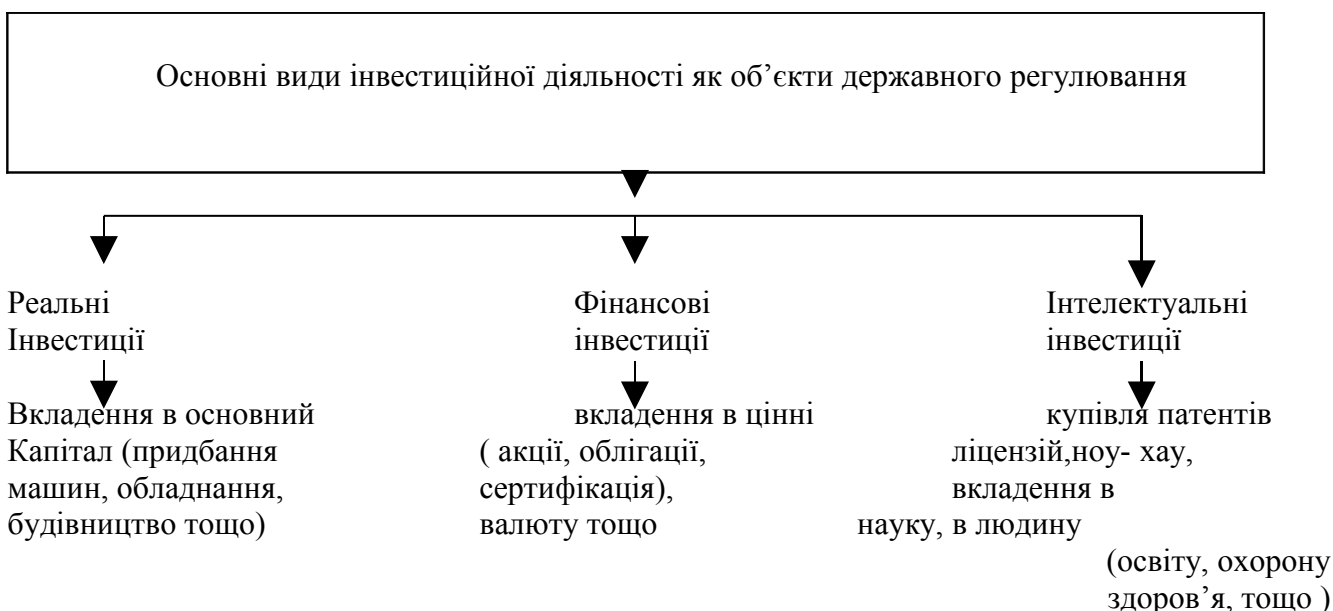 Основні види інвестиційної діяльності як об’єкти державного регулювання
Реальні
Інвестиції
Вкладення в основний
Капітал (придбання
машин, обладнання,
будівництво тощо)
Фінансові
інвестиції
вкладення в цінні
( акції, облігації,
сертифікація),
валюту тощо
Інтелектуальні
інвестиції
купівля патентів
ліцензій,ноу- хау,
вкладення в
науку, в людину
(освіту, охорону
здоров’я, тощо )